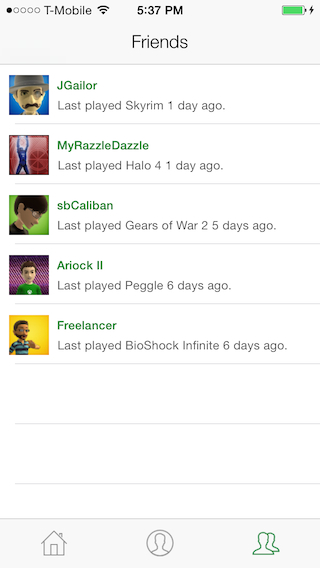 T-Mobile 5:37 PM
Friends
JGailor
Last played Skyrim 1 day ago.
MyRazzleDazzle
Last played Halo 4 1 day ago.
sbCaliban
Last played Gears of War 2 5 days ago.
Ariock II
Last played Peggle 6 days ago.
Freelancer
Last played BioShock Infinite 6 days ago.